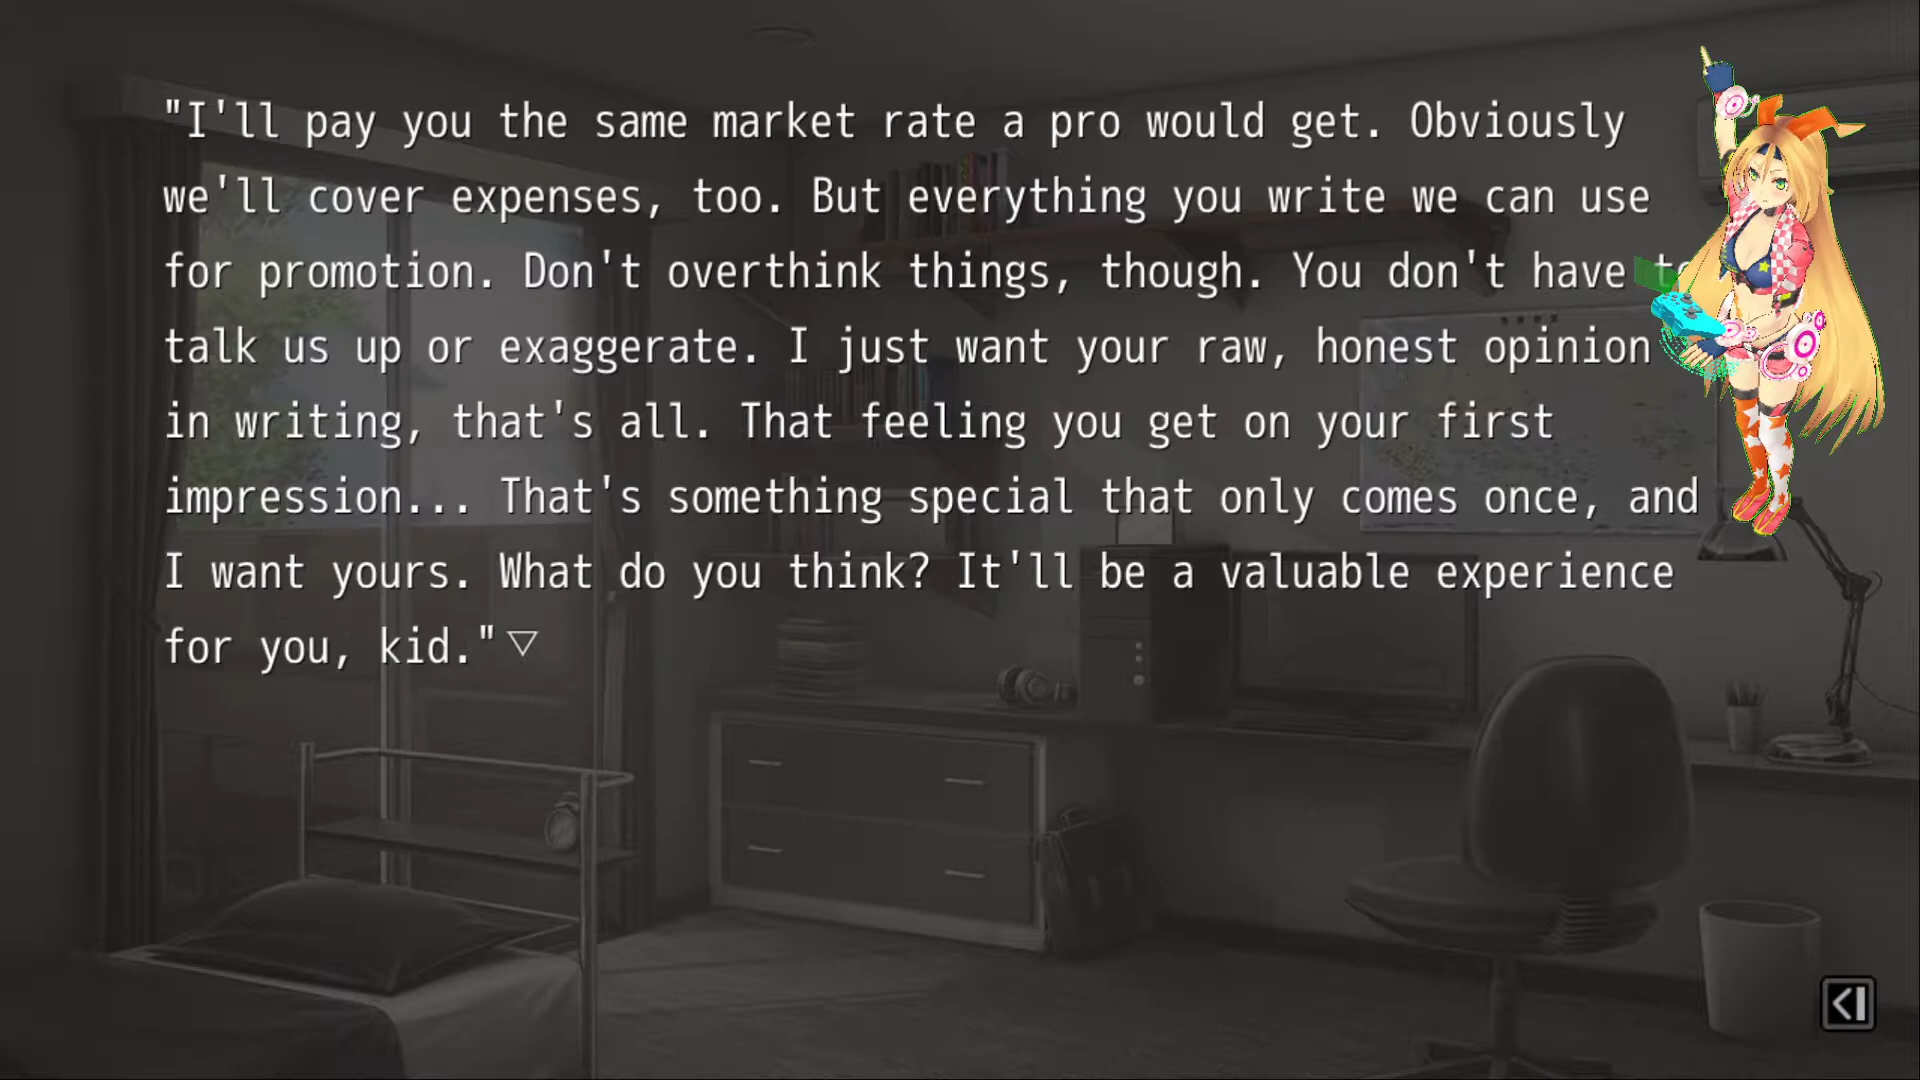 "I'll pay you the same market rate a pro would get. Obviously
we'll cover expenses, too. But everything you write we can use
for promotion. Don't overthink things, though. You don't have to
talk us up or exaggerate. I just want your raw, honest opinion
in writing, that's all. That feeling you get on your first
impression... That's something special that only comes once, and
I want yours. What do you think? It'll be a valuable experience
for you, kid."